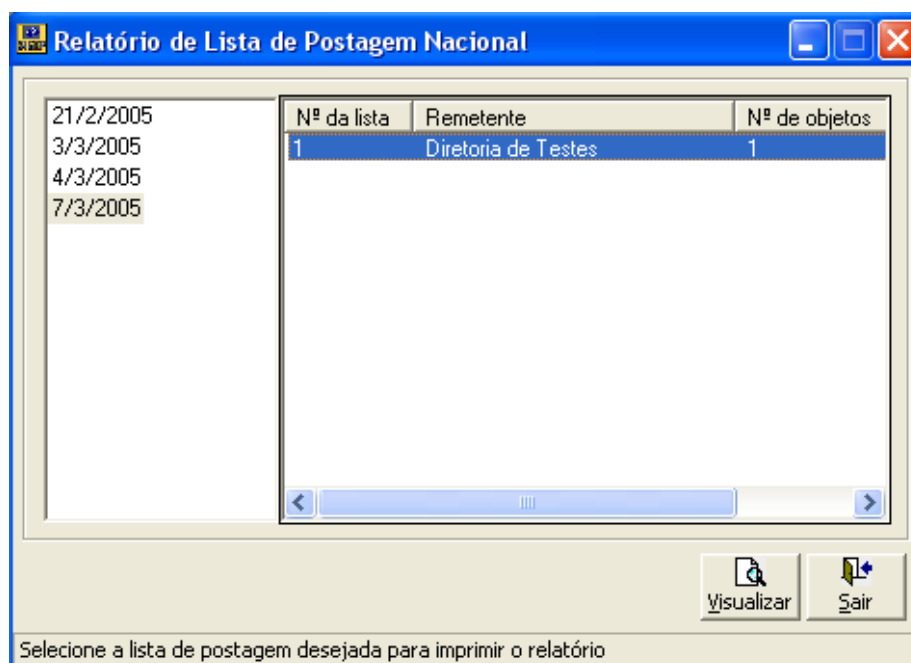 Relatório de Lista de Postagem Nacional
21/2/2005
3/3/2005
4/3/2005
7/3/2005
Nº da lista Remetente Nº de objetos
1 Diretoria de Testes 1
Visualizar Sair
Selecione a lista de postagem desejada para imprimir o relatório